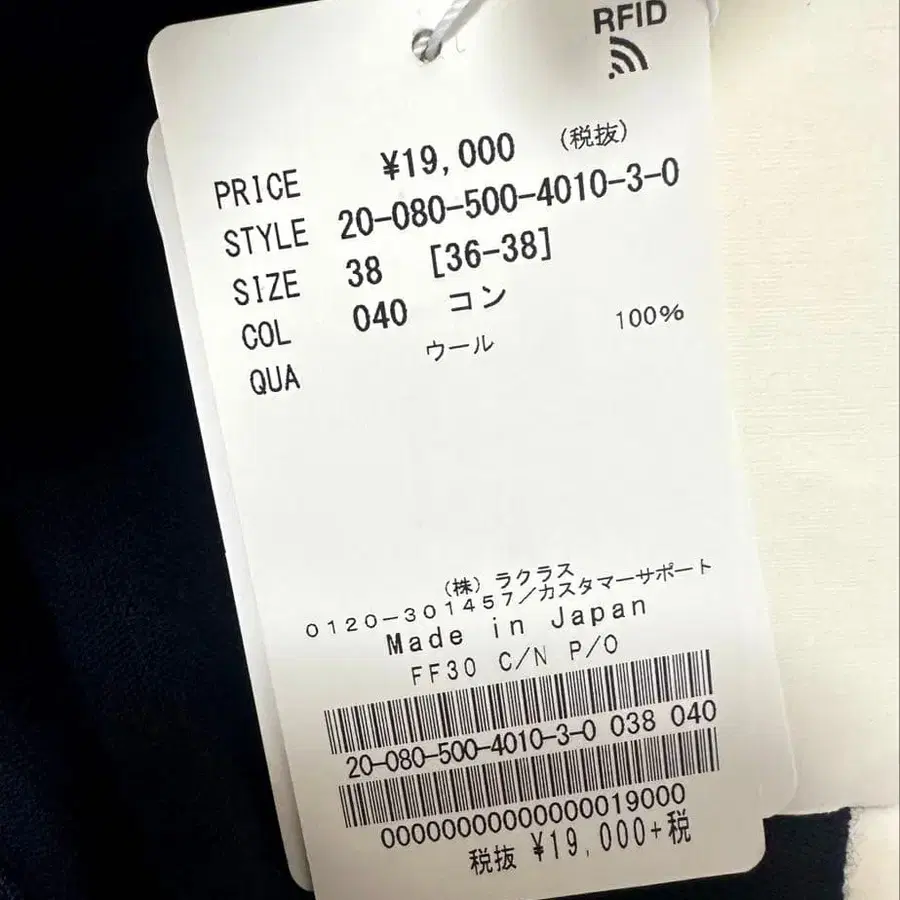 RFID
PRICE ¥19,000 (税抜)
STYLE 20-080-500-4010-3-0
SIZE 38 [36-38]
COL 040 コン
QUA ウール 100%
(株) ラクラス
0120-301457/カスタマーサポート
Made in Japan
FF30 C/N P/O
20-080-500-4010-3-0 038 040
00000000000000019000
税抜 ¥19,000+税